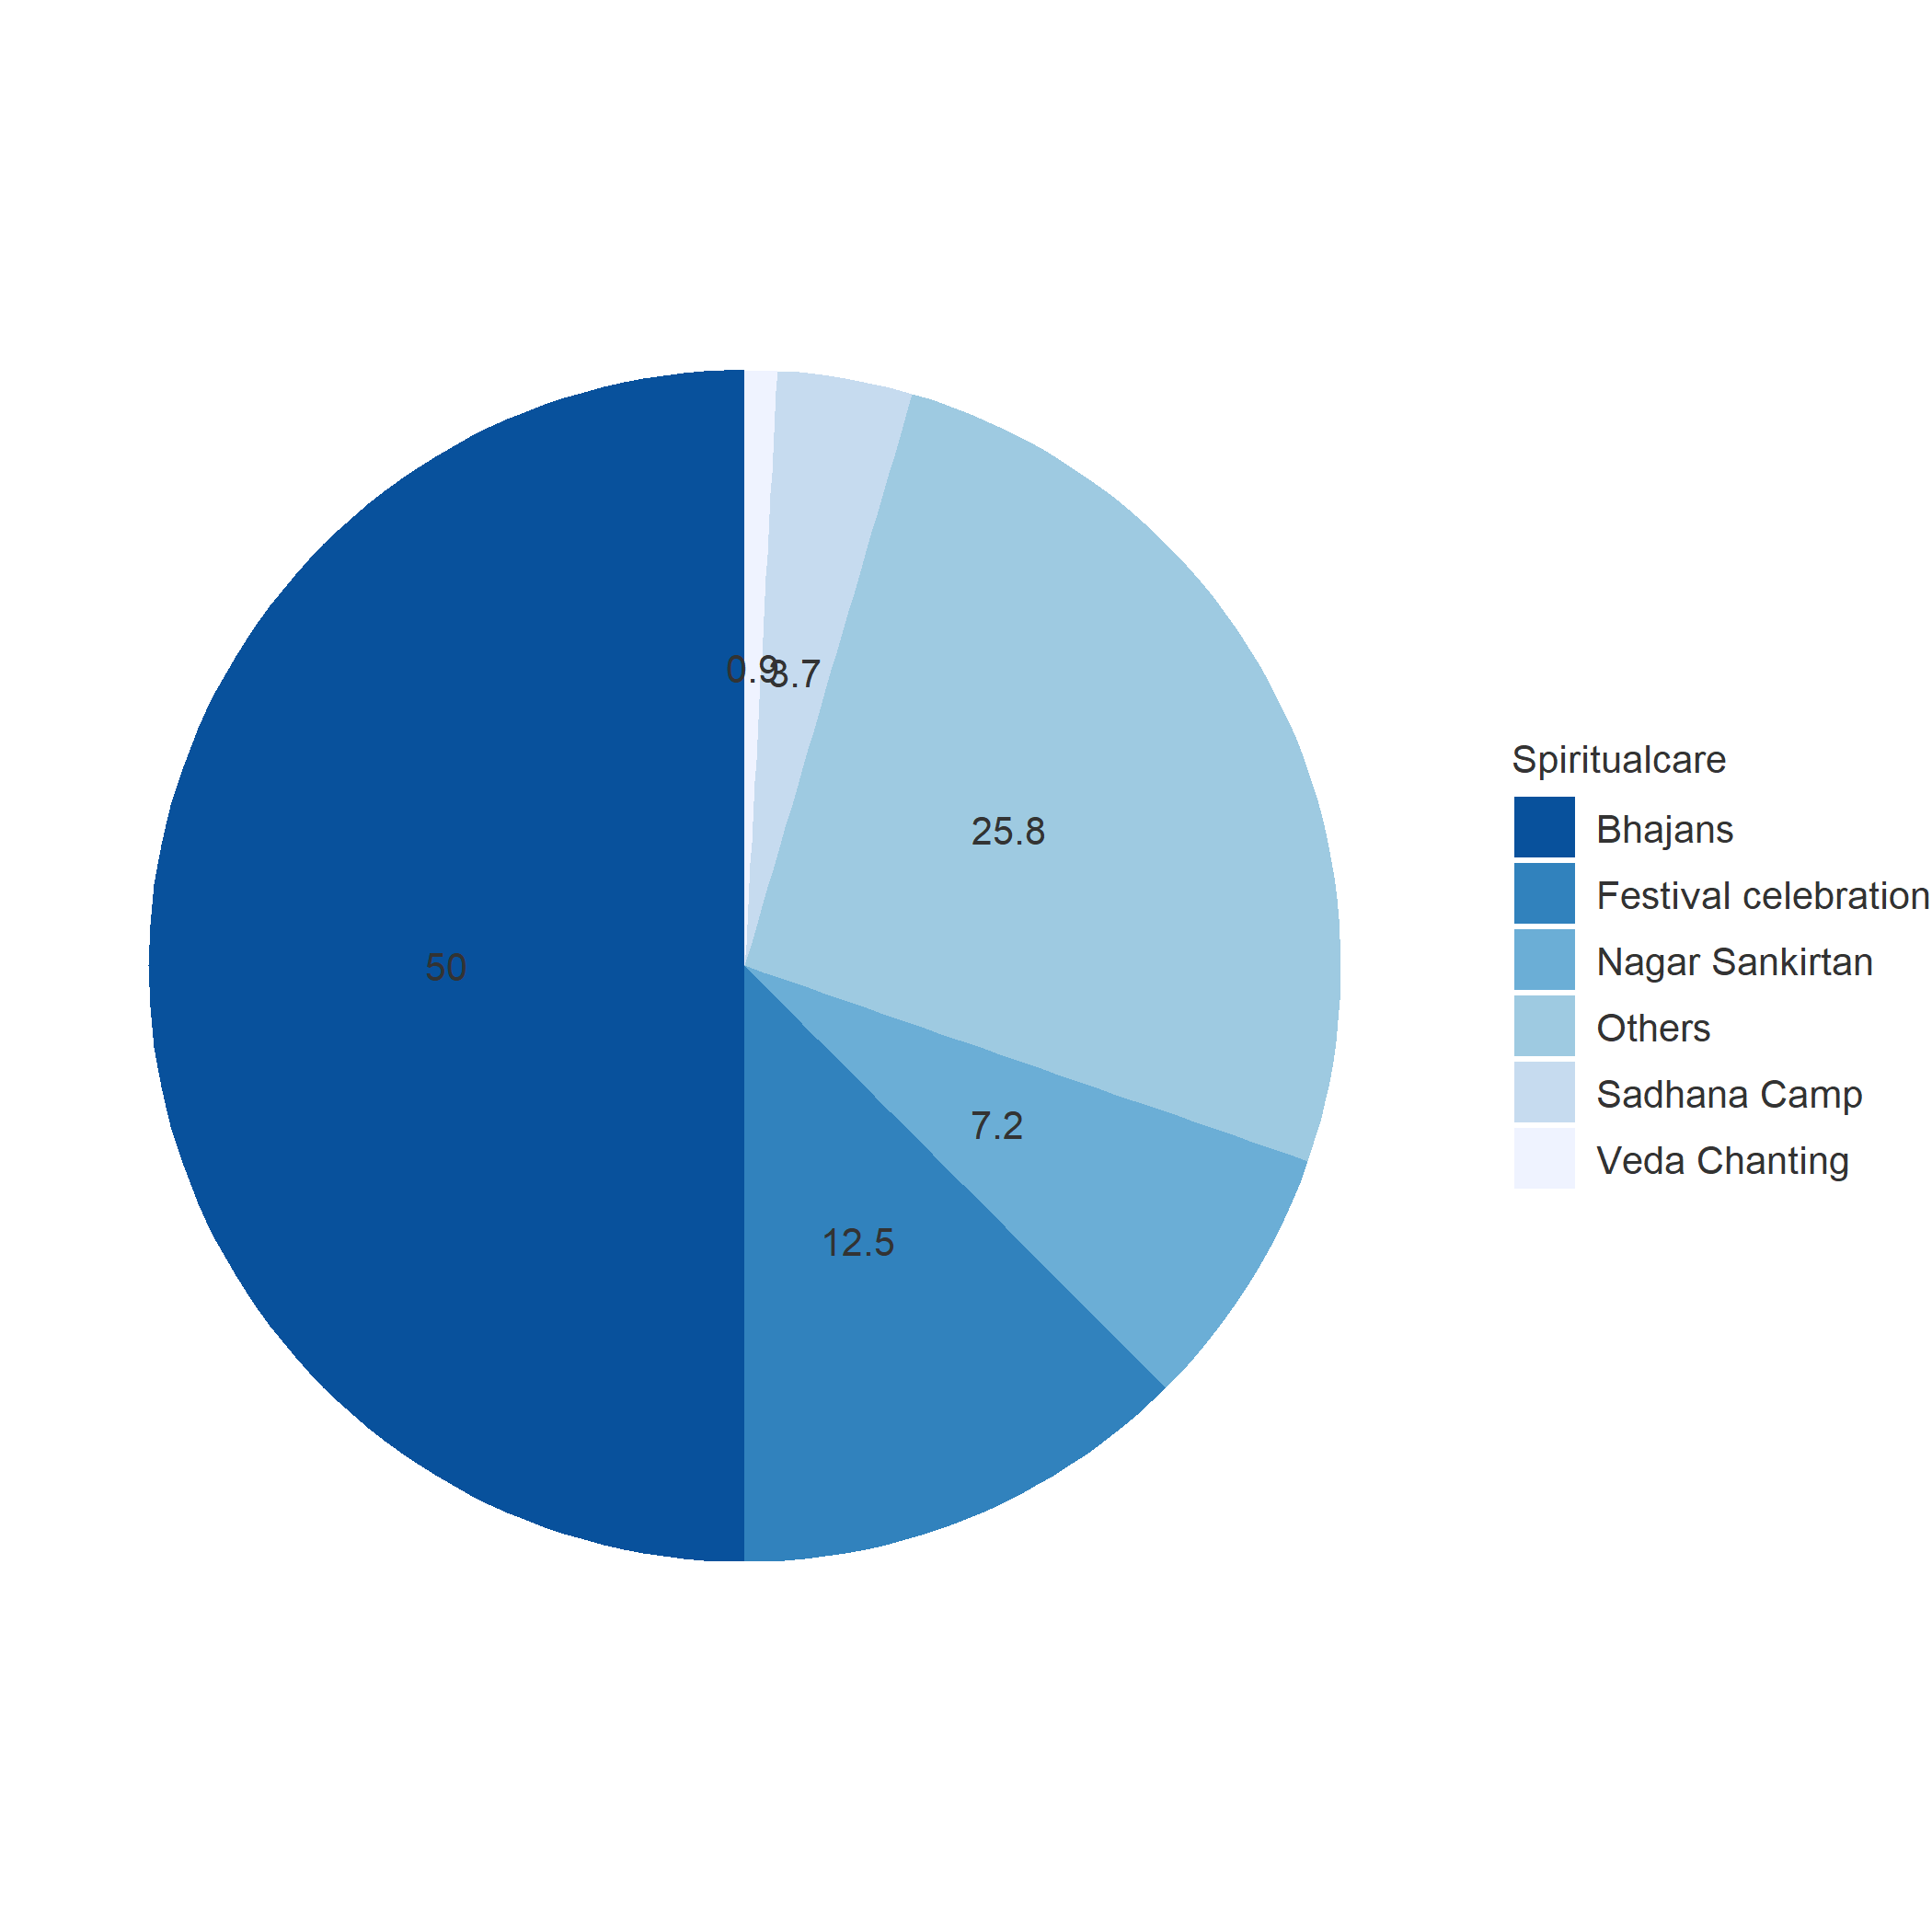 0.9
3.7
25.8
50
7.2
12.5
Spiritualcare
Bhajans
Festival celebration
Nagar Sankirtan
Others
Sadhana Camp
Veda Chanting